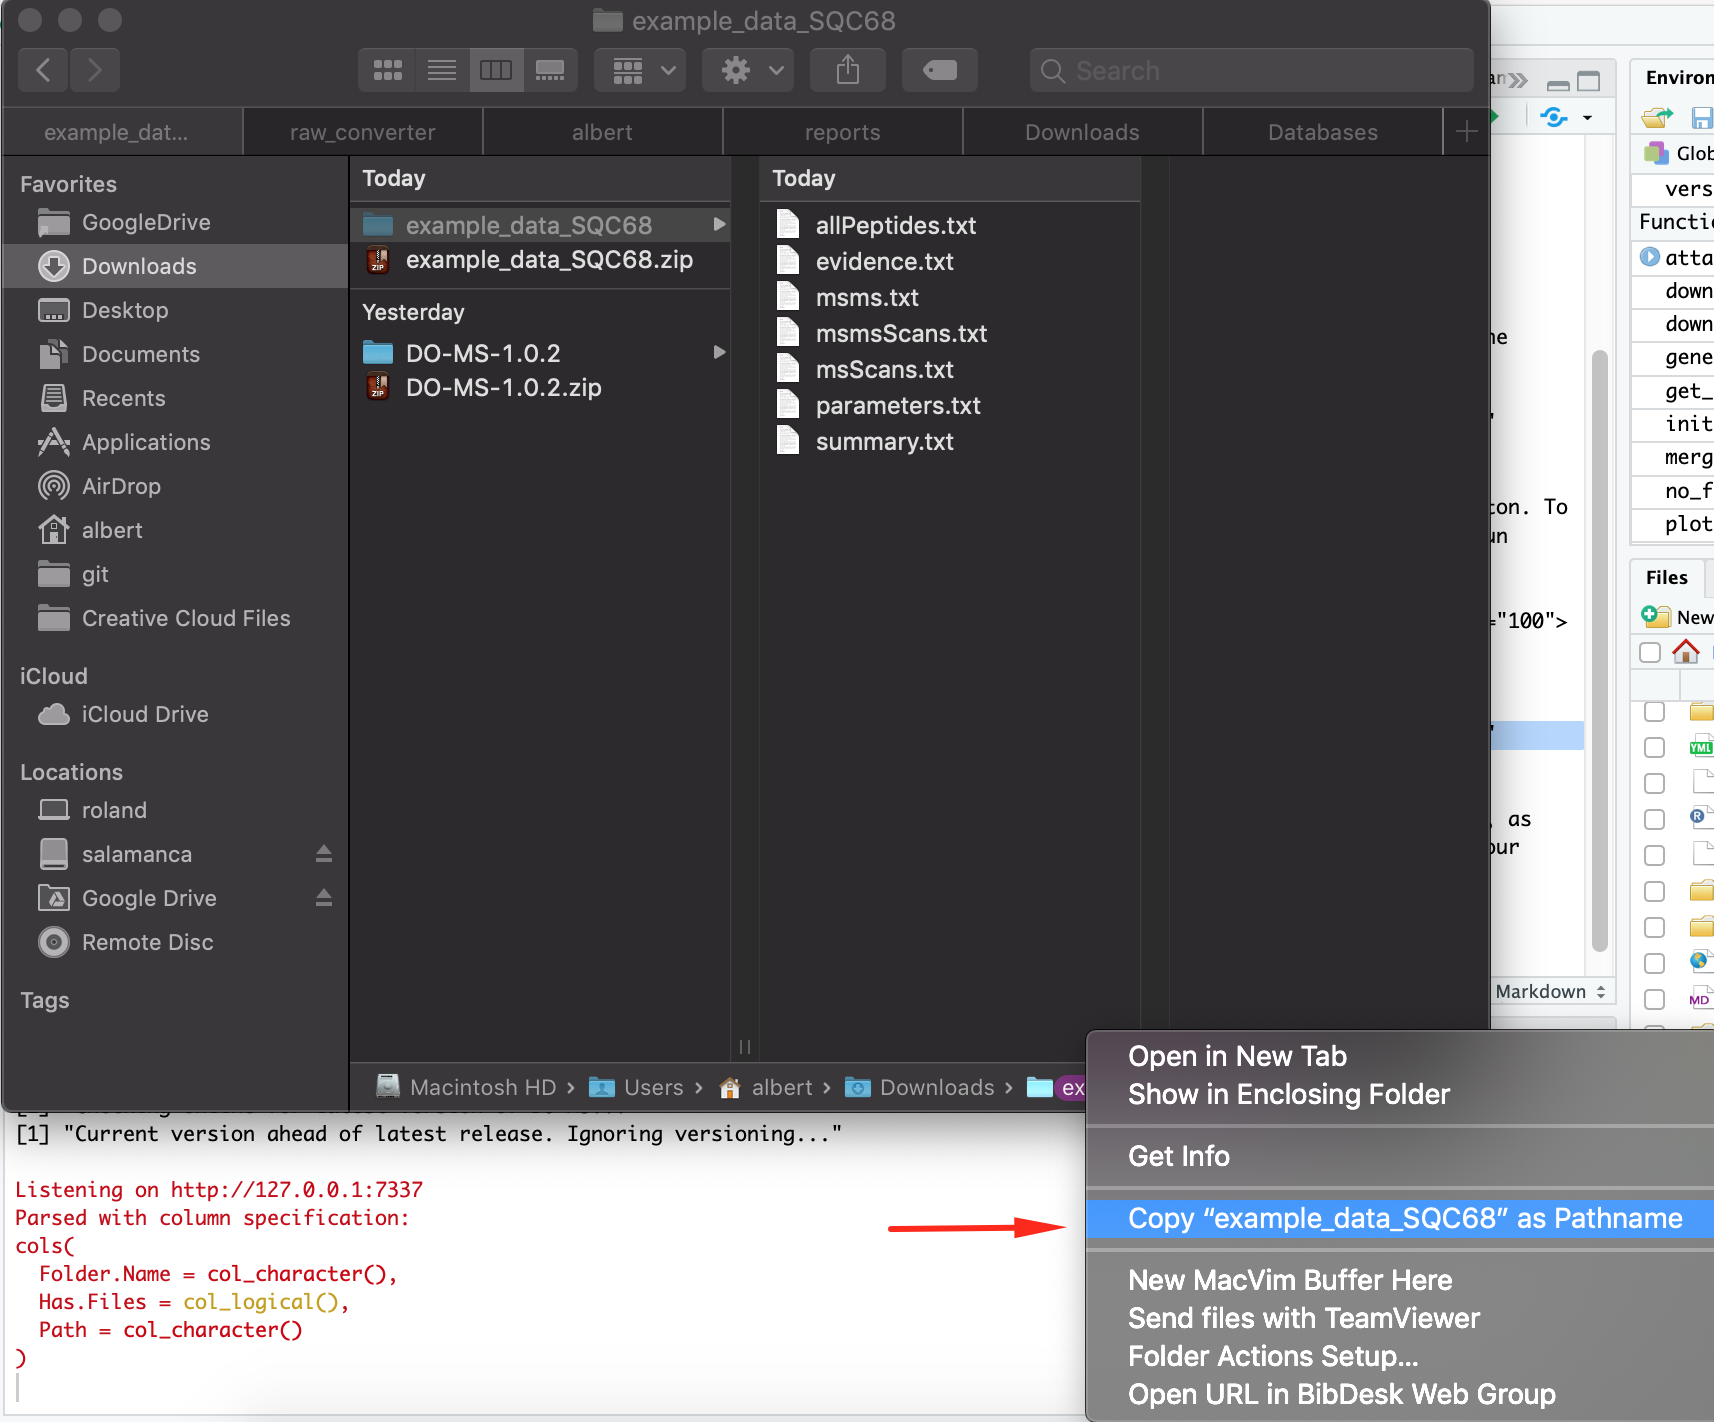 example_data_SQC68
Search
example_dat...
raw_converter
albert
reports
Downloads
Databases
Favorites
GoogleDrive
Downloads
Desktop
Documents
Recents
Applications
AirDrop
albert
git
Creative Cloud Files
iCloud
iCloud Drive
Locations
roland
salamanca
Google Drive
Remote Disc
Tags
Today
example_data_SQC68
example_data_SQC68.zip
Yesterday
DO-MS-1.0.2
DO-MS-1.0.2.zip
Today
allPeptides.txt
evidence.txt
msms.txt
msmsScans.txt
msScans.txt
parameters.txt
summary.txt
Macintosh HD › Users › albert › Downloads › ex
Open in New Tab
Show in Enclosing Folder
Get Info
Copy “example_data_SQC68” as Pathname
New MacVim Buffer Here
Send files with TeamViewer
Folder Actions Setup...
Open URL in BibDesk Web Group
To
="100">
, as
Markdown
Environ
Glob
vers
Functi
atta
down
down
gene
get_
init
merg
no_f
plot
Files
New
YML
R
MD
[1] "Current version ahead of latest release. Ignoring versioning..."
Listening on http://127.0.0.1:7337
Parsed with column specification:
cols(
Folder.Name = col_character(),
Has.Files = col_logical(),
Path = col_character()
)